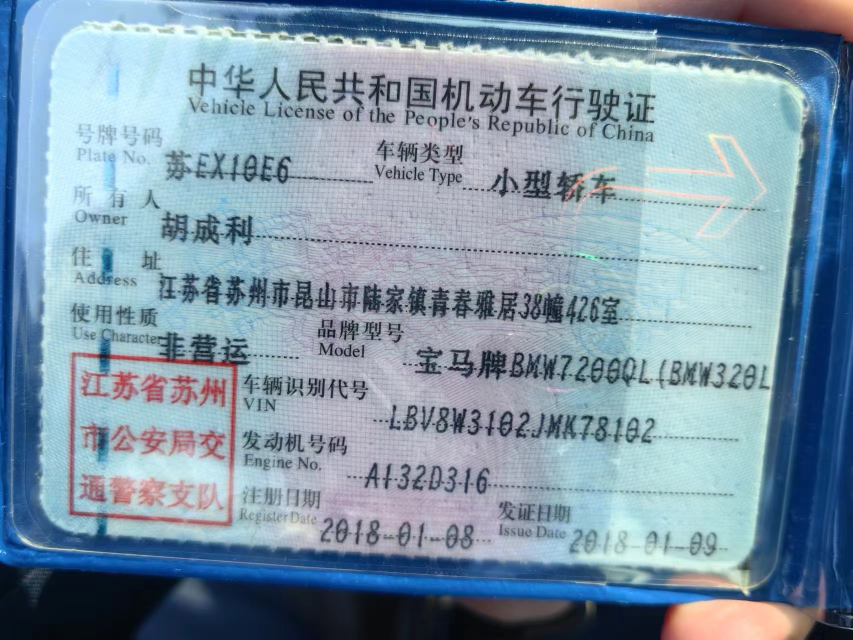 中华人民共和国机动车行驶证
Vehicle License of the People's Republic of China
号牌号码 苏EX10E6 车辆类型 小型轿车
Plate No. Vehicle Type
所有人 胡成利
Owner
住址 江苏省苏州市昆山市陆家镇青春雅居38幢426室
Address
使用性质 非营运 品牌型号 宝马牌BMW7200QL(BMW320L
Use Character Model
江苏省苏州
市公安局交
通警察支队
车辆识别代号 LBV8W3102JMK78102
VIN
发动机号码 A132D316
Engine No.
注册日期 2018-01-08 发证日期 2018-01-09
Register Date Issue Date